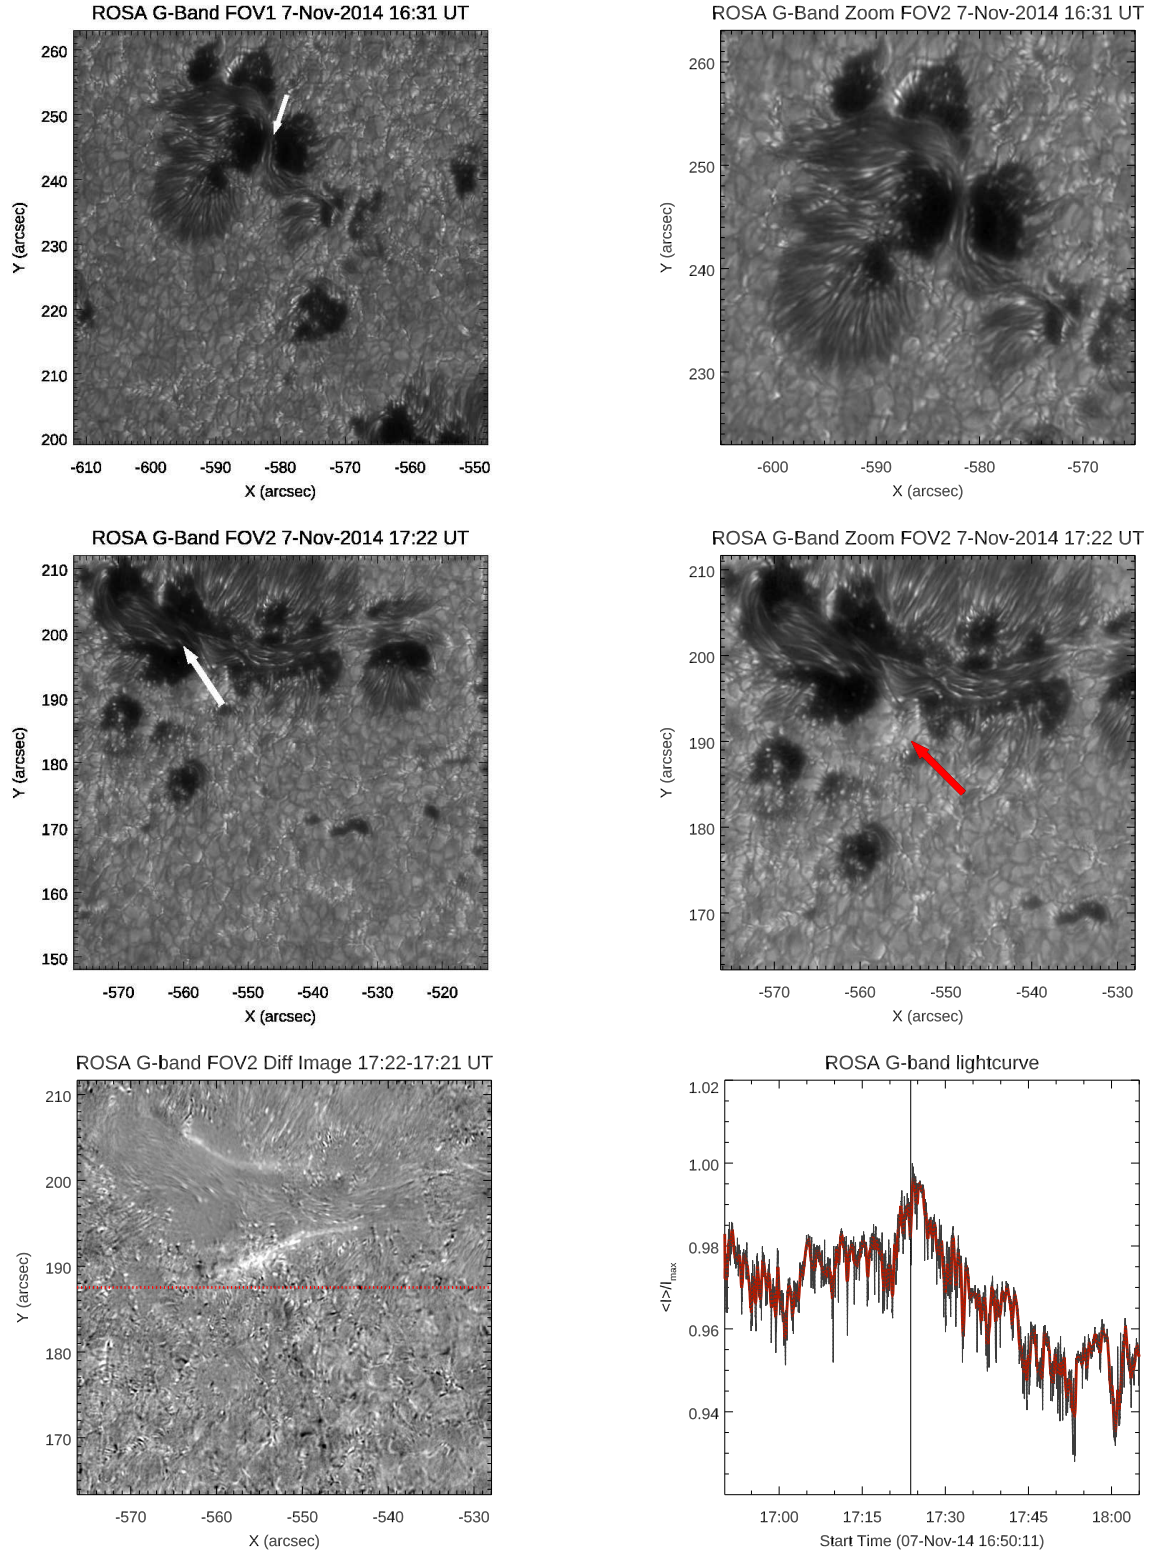 ROSA G-Band FOV1 7-Nov-2014 16:31 UT
260
250
240
230
220
210
200
Y (arcsec)
-610 -600 -590 -580 -570 -560 -550
X (arcsec)
ROSA G-Band Zoom FOV2 7-Nov-2014 16:31 UT
260
250
240
230
Y (arcsec)
-600 -590 -580 -570
X (arcsec)
ROSA G-Band FOV2 7-Nov-2014 17:22 UT
210
200
190
180
170
160
150
Y (arcsec)
-570 -560 -550 -540 -530 -520
X (arcsec)
ROSA G-Band Zoom FOV2 7-Nov-2014 17:22 UT
210
200
190
180
170
Y (arcsec)
-570 -560 -550 -540 -530
X (arcsec)
ROSA G-band FOV2 Diff Image 17:22-17:21 UT
210
200
190
180
170
Y (arcsec)
-570 -560 -550 -540 -530
X (arcsec)
ROSA G-band lightcurve
1.02
1.00
0.98
0.96
0.94
<I>/Imax
17:00 17:15 17:30 17:45 18:00
Start Time (07-Nov-14 16:50:11)